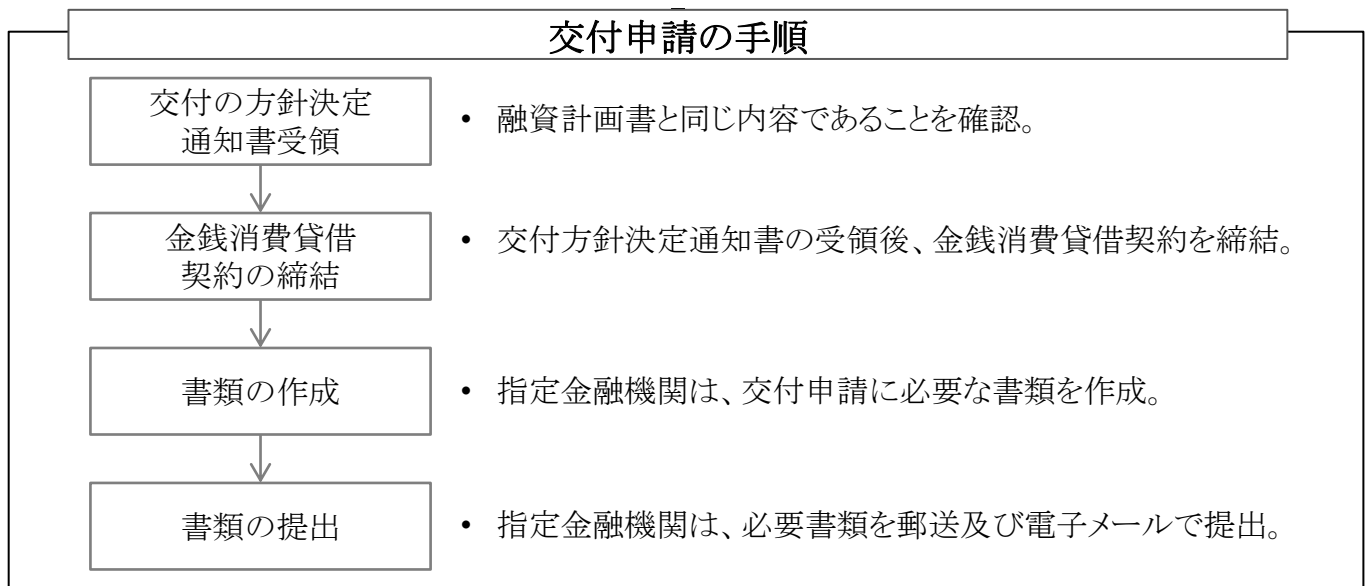 交付申請の手順
交付の方針決定
通知書受領
• 融資計画書と同じ内容であることを確認。
金銭消費貸借
契約の締結
• 交付方針決定通知書の受領後、金銭消費貸借契約を締結。
書類の作成
• 指定金融機関は、交付申請に必要な書類を作成。
書類の提出
• 指定金融機関は、必要書類を郵送及び電子メールで提出。